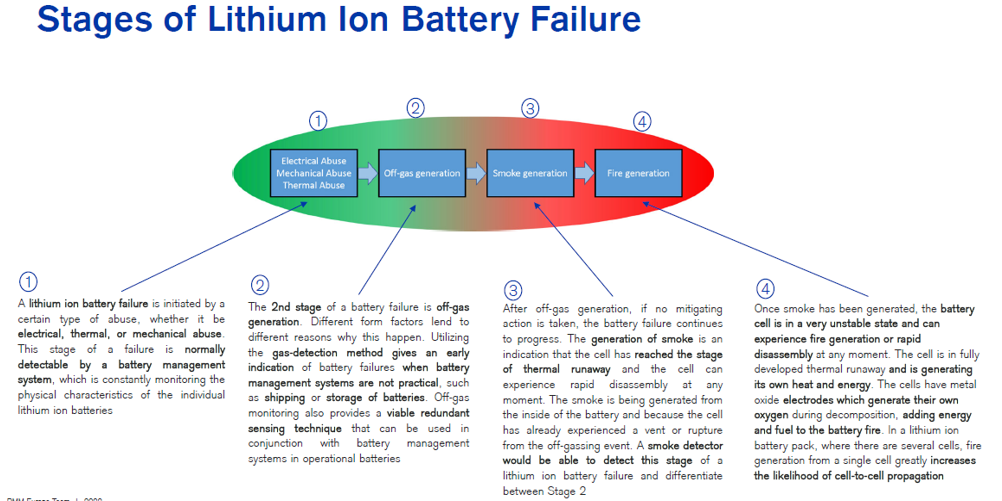 Stages of Lithium Ion Battery Failure
1
2
3
4
Electrical Abuse
Mechanical Abuse
Thermal Abuse
Off-gas generation
Smoke generation
Fire generation
1
A lithium ion battery failure is initiated by a
certain type of abuse, whether it be
electrical, thermal, or mechanical abuse.
This stage of a failure is normally
detectable by a battery management
system, which is constantly monitoring the
physical characteristics of the individual
lithium ion batteries
2
The 2nd stage of a battery failure is off-gas
generation. Different form factors lend to
different reasons why this happen. Utilizing
the gas-detection method gives an early
indication of battery failures when battery
management systems are not practical, such
as shipping or storage of batteries. Off-gas
monitoring also provides a viable redundant
sensing technique that can be used in
conjunction with battery management
systems in operational batteries
3
After off-gas generation, if no mitigating
action is taken, the battery failure continues
to progress. The generation of smoke is an
indication that the cell has reached the stage
of thermal runaway and the cell can
experience rapid disassembly at any
moment. The smoke is being generated from
the inside of the battery and because the cell
has already experienced a vent or rupture
from the off-gassing event. A smoke detector
would be able to detect this stage of a
lithium ion battery failure and differentiate
between Stage 2
4
Once smoke has been generated, the battery
cell is in a very unstable state and can
experience fire generation or rapid
disassembly at any moment. The cell is in fully
developed thermal runaway and is generating
its own heat and energy. The cells have metal
oxide electrodes which generate their own
oxygen during decomposition, adding energy
and fuel to the battery fire. In a lithium ion
battery pack, where there are several cells, fire
generation from a single cell greatly increases
the likelihood of cell-to-cell propagation